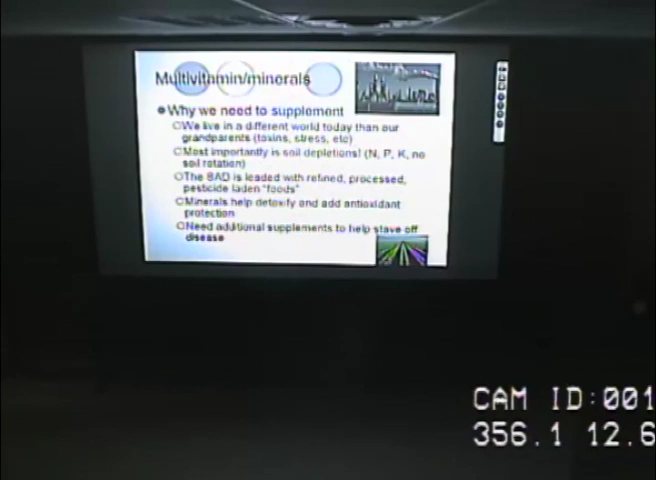 Multivitamin/minerals
Why we need to supplement
We live in a different world today than our
grandparents (toxins, stress, etc)
Most importantly is soil depletions! (N, P, K, no
soil rotation)
The SAD is loaded with refined, processed,
pesticide laden "foods"
Minerals help detoxify and add antioxidant
protection
Need additional supplements to help stave off
disease
CAM ID:001
356.1 12.6